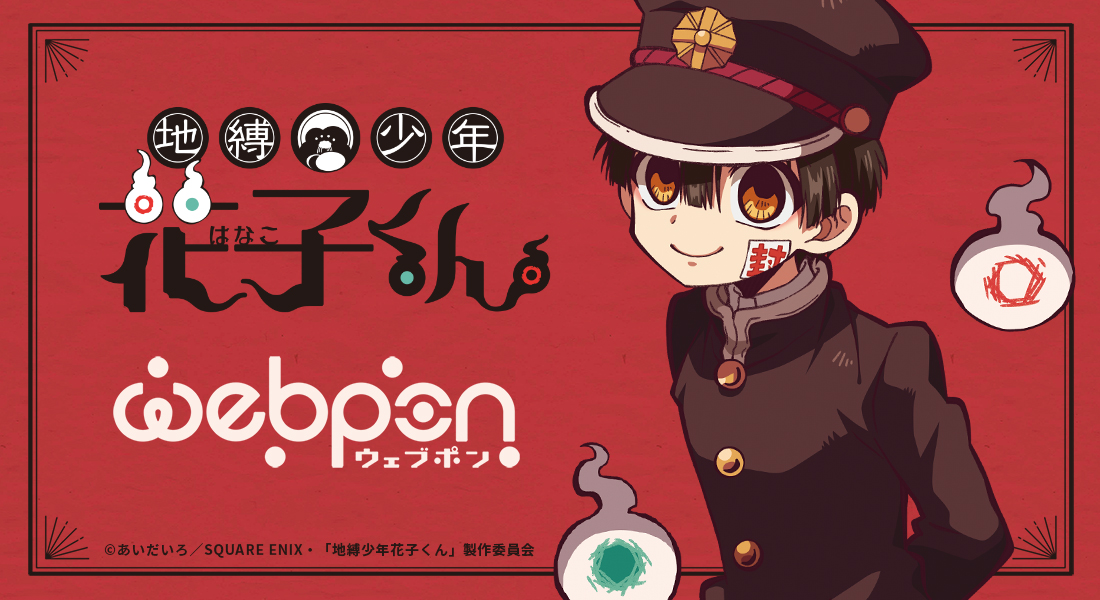 地縛少年
花子くん
はなこ
webpon
ウェブポン
封
©あいだいろ／SQUARE ENIX・「地縛少年花子くん」製作委員会